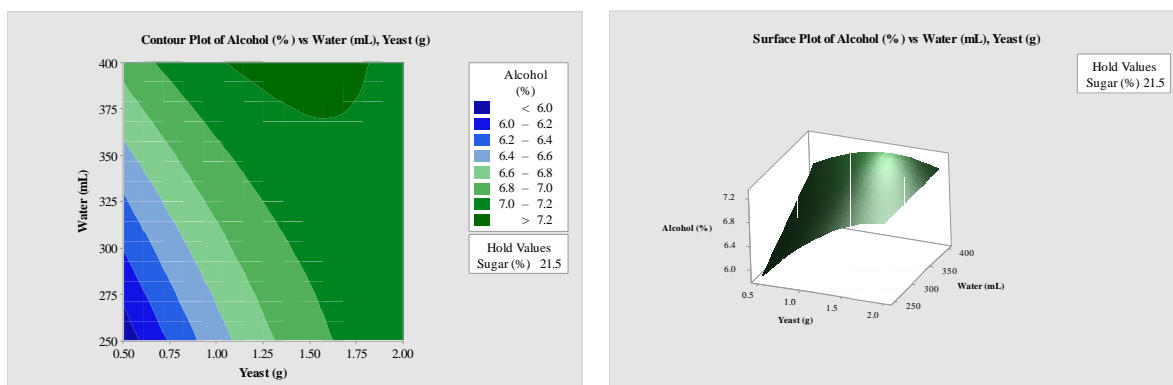 Contour Plot of Alcohol (%) vs Water (mL), Yeast (g)
Water (mL)
400
375
350
325
300
275
250
0.50 0.75 1.00 1.25 1.50 1.75 2.00
Yeast (g)
Alcohol
(%)
< 6.0
6.0 – 6.2
6.2 – 6.4
6.4 – 6.6
6.6 – 6.8
6.8 – 7.0
7.0 – 7.2
> 7.2
Hold Values
Sugar (%) 21.5
Surface Plot of Alcohol (%) vs Water (mL), Yeast (g)
Hold Values
Sugar (%) 21.5
Alcohol (%)
7.2
6.8
6.4
6.0
0.5
1.0
1.5
2.0
Yeast (g)
250
300
350
400
Water (mL)